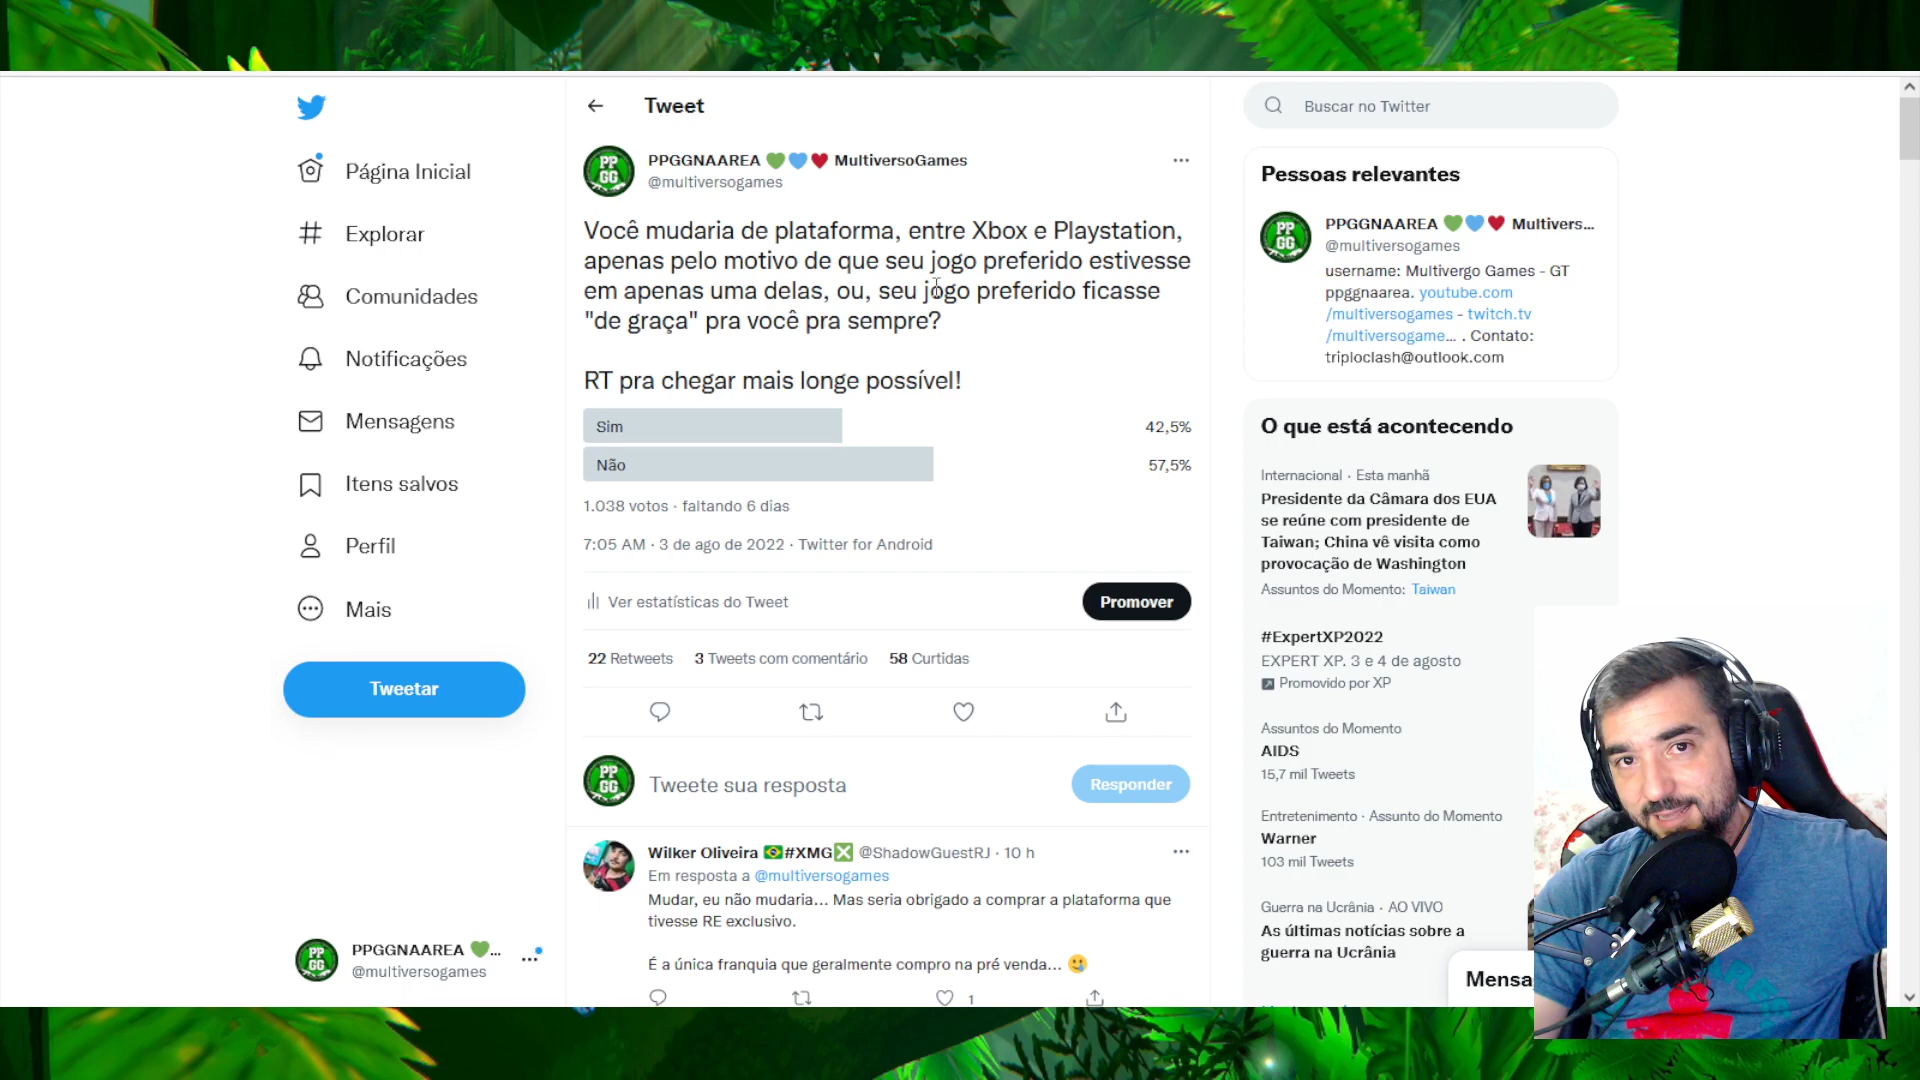 Tweet
Buscar no Twitter
Página Inicial
Explorar
Comunidades
Notificações
Mensagens
Itens salvos
Perfil
Mais
Tweetar
PPGGNAAREA 💚...
@multiversogames
PP
GG
PPGGNAAREA 💚💙❤️ MultiversoGames
@multiversogames
Você mudaria de plataforma, entre Xbox e Playstation,
apenas pelo motivo de que seu jogo preferido estivesse
em apenas uma delas, ou, seu jogo preferido ficasse
"de graça" pra você pra sempre?
RT pra chegar mais longe possível!
Sim 42,5%
Não 57,5%
1.038 votos · faltando 6 dias
7:05 AM · 3 de ago de 2022 · Twitter for Android
Ver estatísticas do Tweet
Promover
22 Retweets 3 Tweets com comentário 58 Curtidas
PP
GG
Tweete sua resposta
Responder
Wilker Oliveira 🇧🇷#XMG❎ @ShadowGuestRJ · 10 h
Em resposta a @multiversogames
Mudar, eu não mudaria... Mas seria obrigado a comprar a plataforma que
tivesse RE exclusivo.
É a única franquia que geralmente compro na pré venda... 🥲
1
Pessoas relevantes
PP
GG
PPGGNAAREA 💚💙❤️ Multivers...
@multiversogames
username: Multivergo Games - GT
ppggnaarea. youtube.com
/multiversogames - twitch.tv
/multiversogame... . Contato:
triploclash@outlook.com
O que está acontecendo
Internacional · Esta manhã
Presidente da Câmara dos EUA
se reúne com presidente de
Taiwan; China vê visita como
provocação de Washington
Assuntos do Momento: Taiwan
#ExpertXP2022
EXPERT XP. 3 e 4 de agosto
Promovido por XP
Assuntos do Momento
AIDS
15,7 mil Tweets
Entretenimento · Assunto do Momento
Warner
103 mil Tweets
Guerra na Ucrânia · AO VIVO
As últimas notícias sobre a
guerra na Ucrânia
Mensa
PP
GG